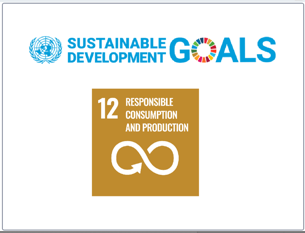 SUSTAINABLE
DEVELOPMENT
GOALS
12
RESPONSIBLE
CONSUMPTION
AND PRODUCTION